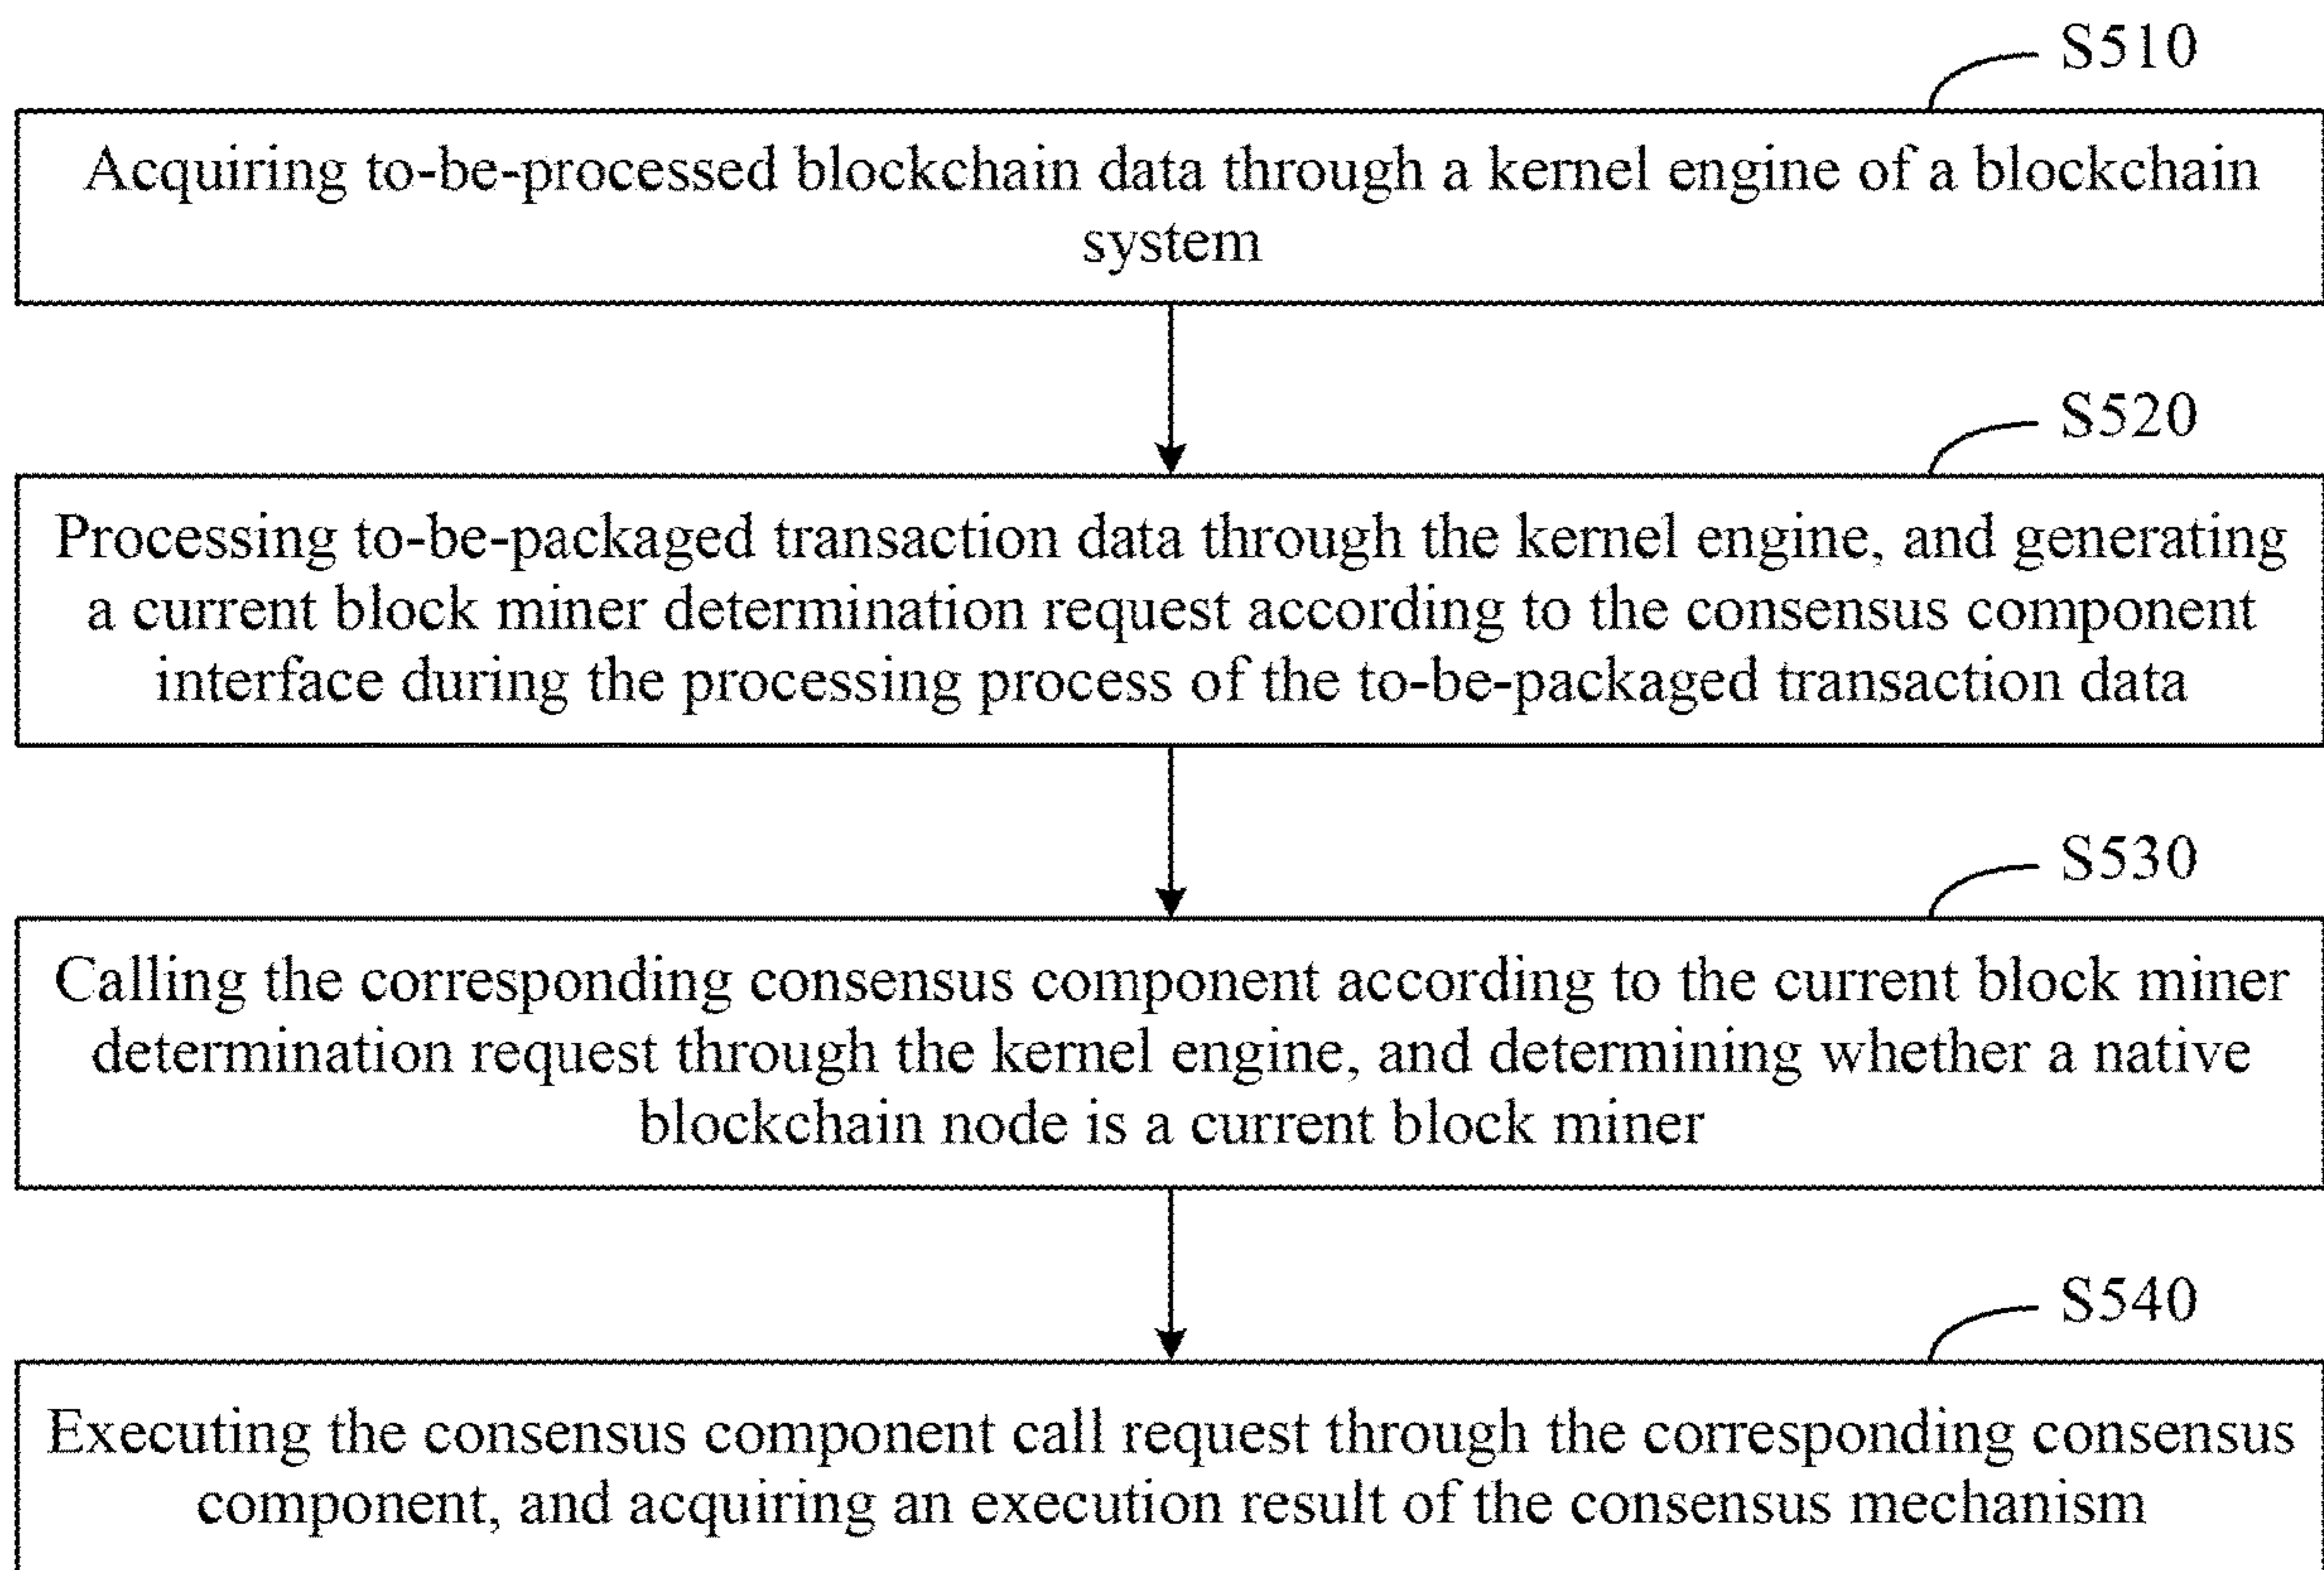 S510
Acquiring to-be-processed blockchain data through a kernel engine of a blockchain
system
S520
Processing to-be-packaged transaction data through the kernel engine, and generating
a current block miner determination request according to the consensus component
interface during the processing process of the to-be-packaged transaction data
S530
Calling the corresponding consensus component according to the current block miner
determination request through the kernel engine, and determining whether a native
blockchain node is a current block miner
S540
Executing the consensus component call request through the corresponding consensus
component, and acquiring an execution result of the consensus mechanism